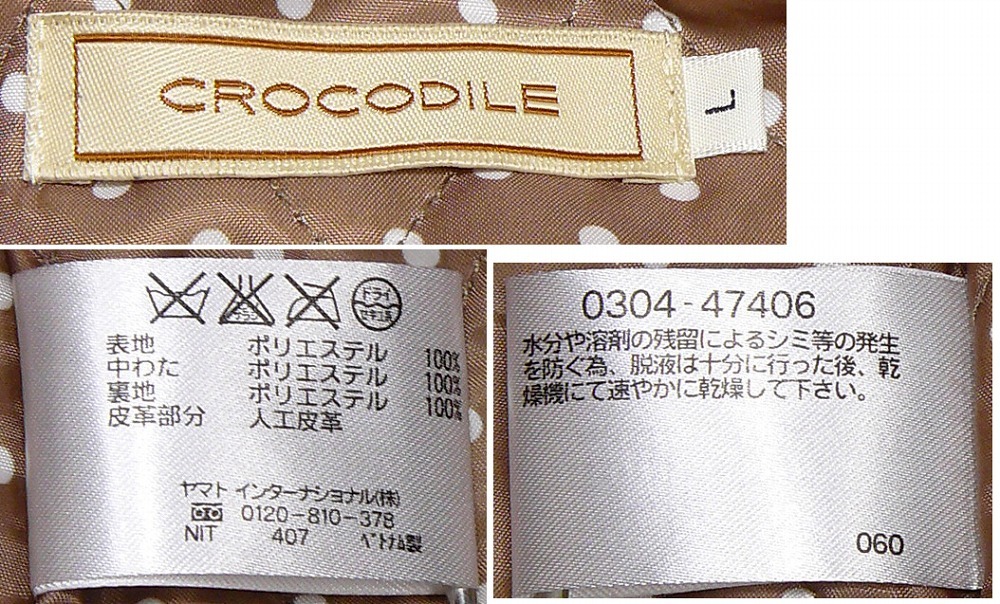 CROCODILE
L
ドライ
セキユ系
表地 ポリエステル 100%
中わた ポリエステル 100%
裏地 ポリエステル 100%
皮革部分 人工皮革
ヤマト インターナショナル(株)
0120-810-378
NIT 407 ベトナム製
0304-47406
水分や溶剤の残留によるシミ等の発生
を防ぐ為、脱液は十分に行った後、乾
燥機にて速やかに乾燥して下さい。
060